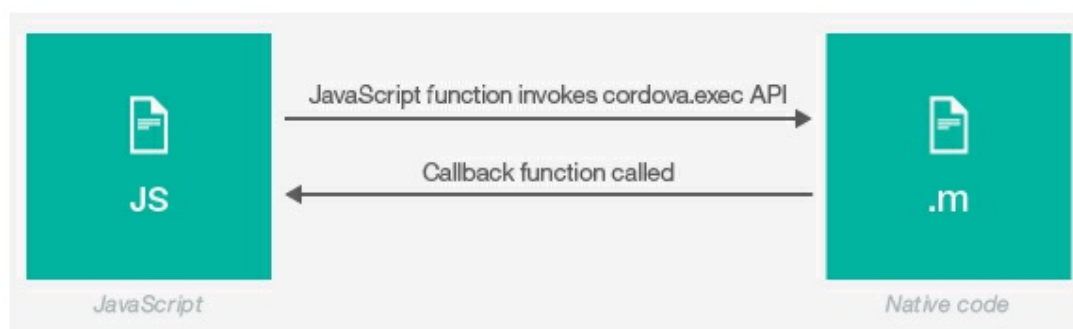 JavaScript function invokes cordova.exec API
Callback function called
JS
.m
JavaScript
Native code